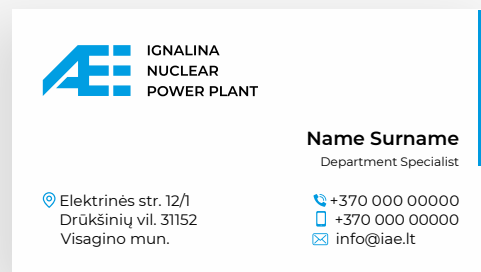 AE
IGNALINA
NUCLEAR
POWER PLANT
Name Surname
Department Specialist
Elektrinės str. 12/1
Drūkšinių vil. 31152
Visagino mun.
+370 000 00000
+370 000 00000
info@iae.lt